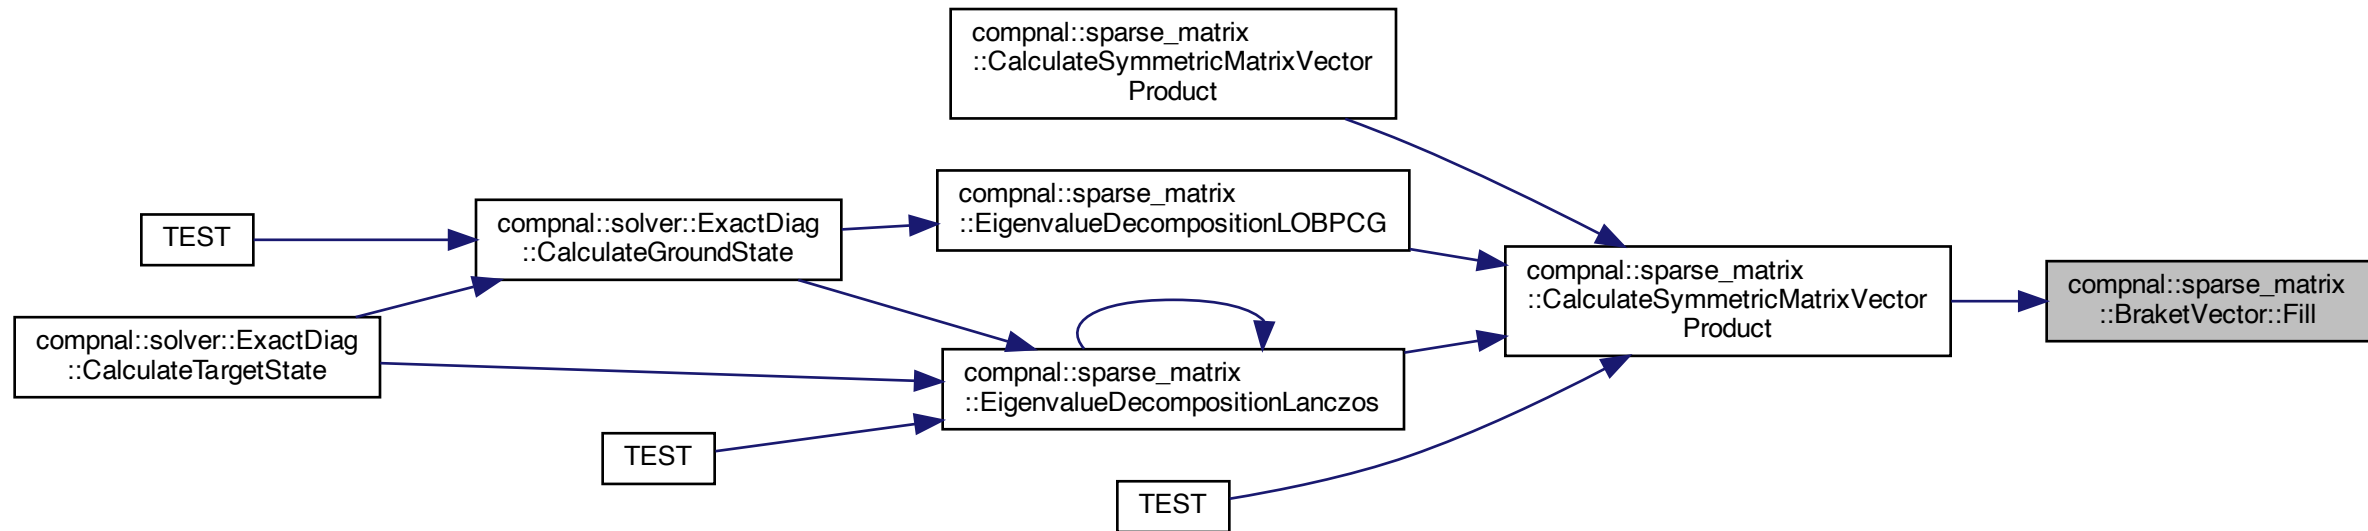 compnal::sparse_matrix
::CalculateSymmetricMatrixVector
Product
compnal::sparse_matrix
::EigenvalueDecompositionLOBPCG
compnal::solver::ExactDiag
::CalculateGroundState
TEST
compnal::sparse_matrix
::CalculateSymmetricMatrixVector
Product
compnal::sparse_matrix
::BraketVector::Fill
compnal::solver::ExactDiag
::CalculateTargetState
compnal::sparse_matrix
::EigenvalueDecompositionLanczos
TEST
TEST